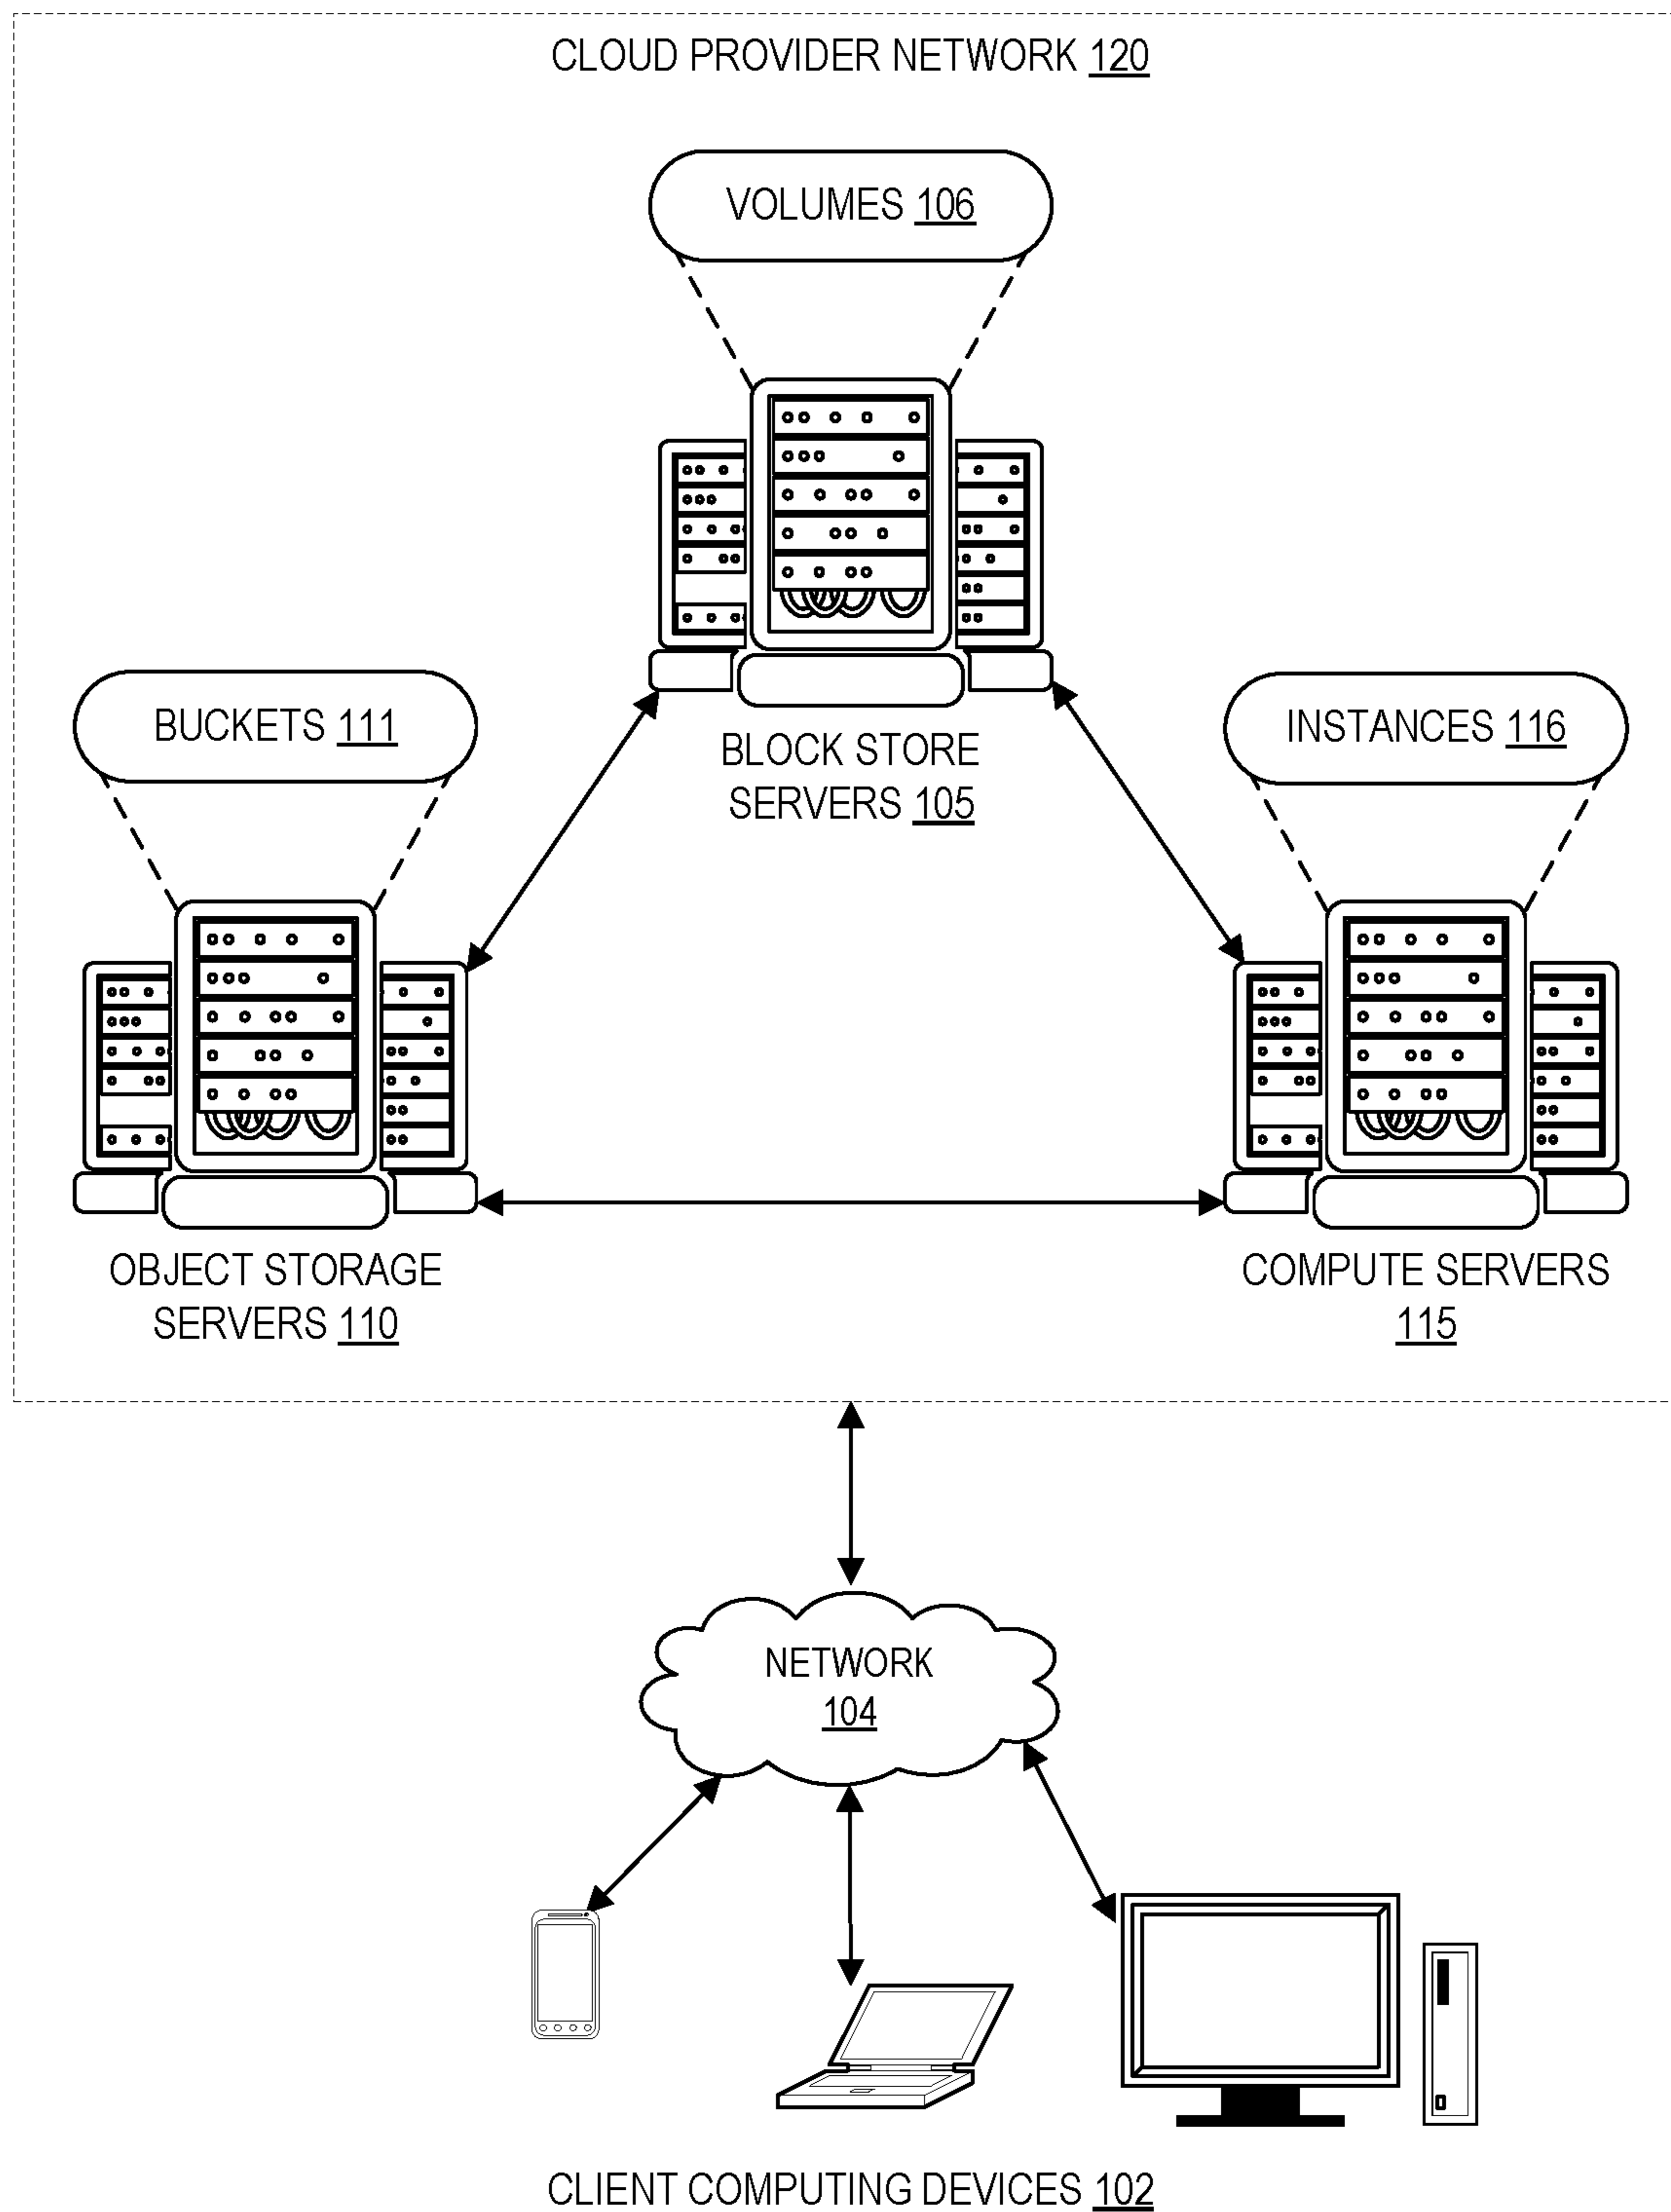 CLOUD PROVIDER NETWORK 120
VOLUMES 106
BLOCK STORE
SERVERS 105
BUCKETS 111
INSTANCES 116
OBJECT STORAGE
SERVERS 110
COMPUTE SERVERS
115
NETWORK
104
CLIENT COMPUTING DEVICES 102